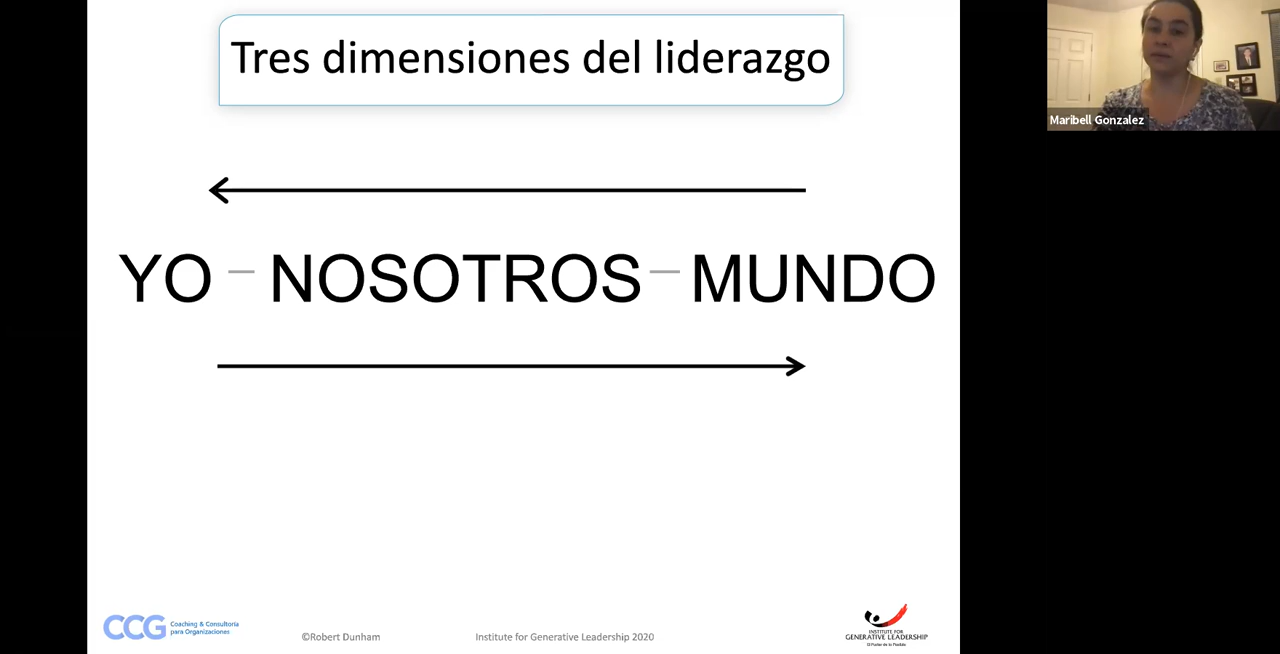 Tres dimensiones del liderazgo
Maribell Gonzalez
YO – NOSOTROS – MUNDO
CCG Coaching & Consultoría
para Organizaciones
©Robert Dunham
Institute for Generative Leadership 2020
INSTITUTE FOR
GENERATIVE LEADERSHIP